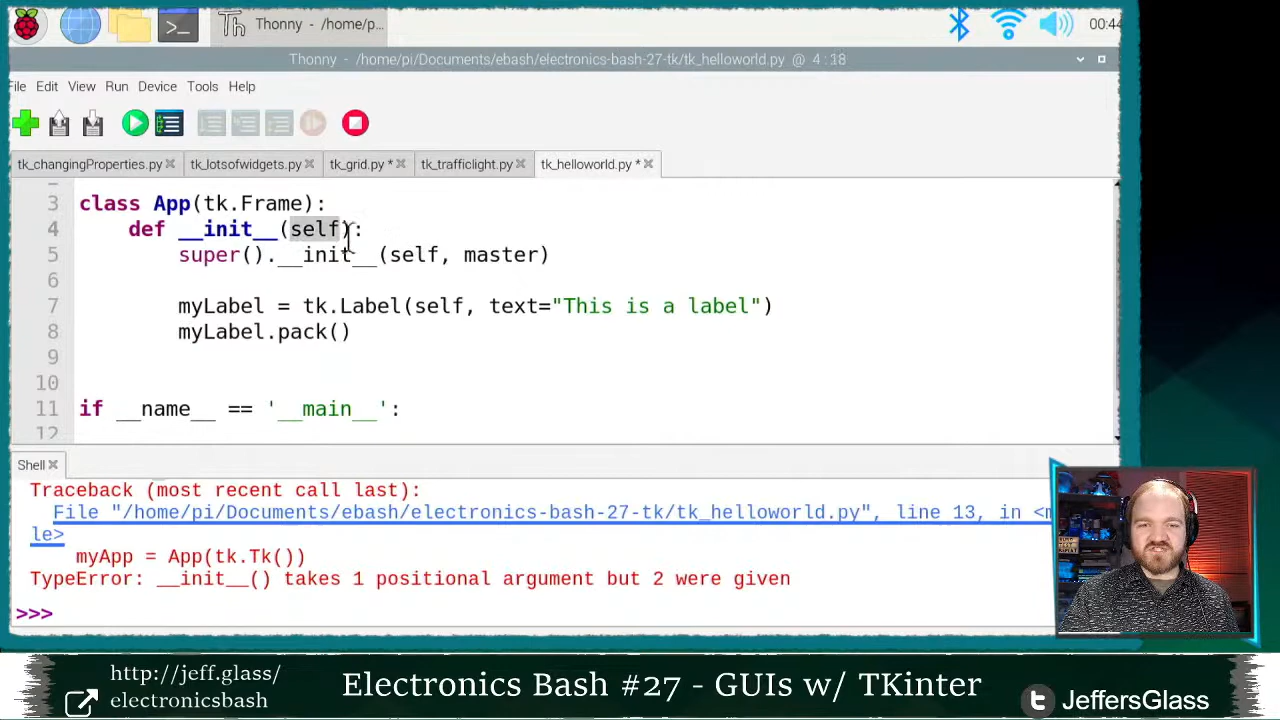 Th Thonny - /home/p...
00:44
Thonny - /home/pi/Documents/ebash/electronics-bash-27-tk/tk_helloworld.py @ 4:18
File Edit View Run Device Tools Help
tk_changingProperties.py tk_lotsofwidgets.py tk_grid.py * tk_trafficlight.py tk_helloworld.py *
3 class App(tk.Frame):
4 def __init__(self):
5 super().__init__(self, master)
6
7 myLabel = tk.Label(self, text="This is a label")
8 myLabel.pack()
9
10
11 if __name__ == '__main__':
12
Shell
Traceback (most recent call last):
File "/home/pi/Documents/ebash/electronics-bash-27-tk/tk_helloworld.py", line 13, in <m
le>
myApp = App(tk.Tk())
TypeError: __init__() takes 1 positional argument but 2 were given
>>>
http://jeff.glass/
electronicsbash
Electronics Bash #27 - GUIs w/ TKinter
JeffersGlass